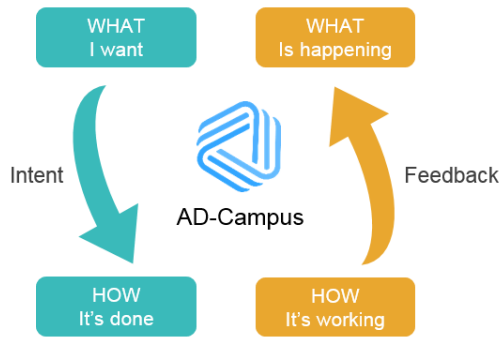 WHAT
I want
WHAT
Is happening
Intent
AD-Campus
Feedback
HOW
It's done
HOW
It's working